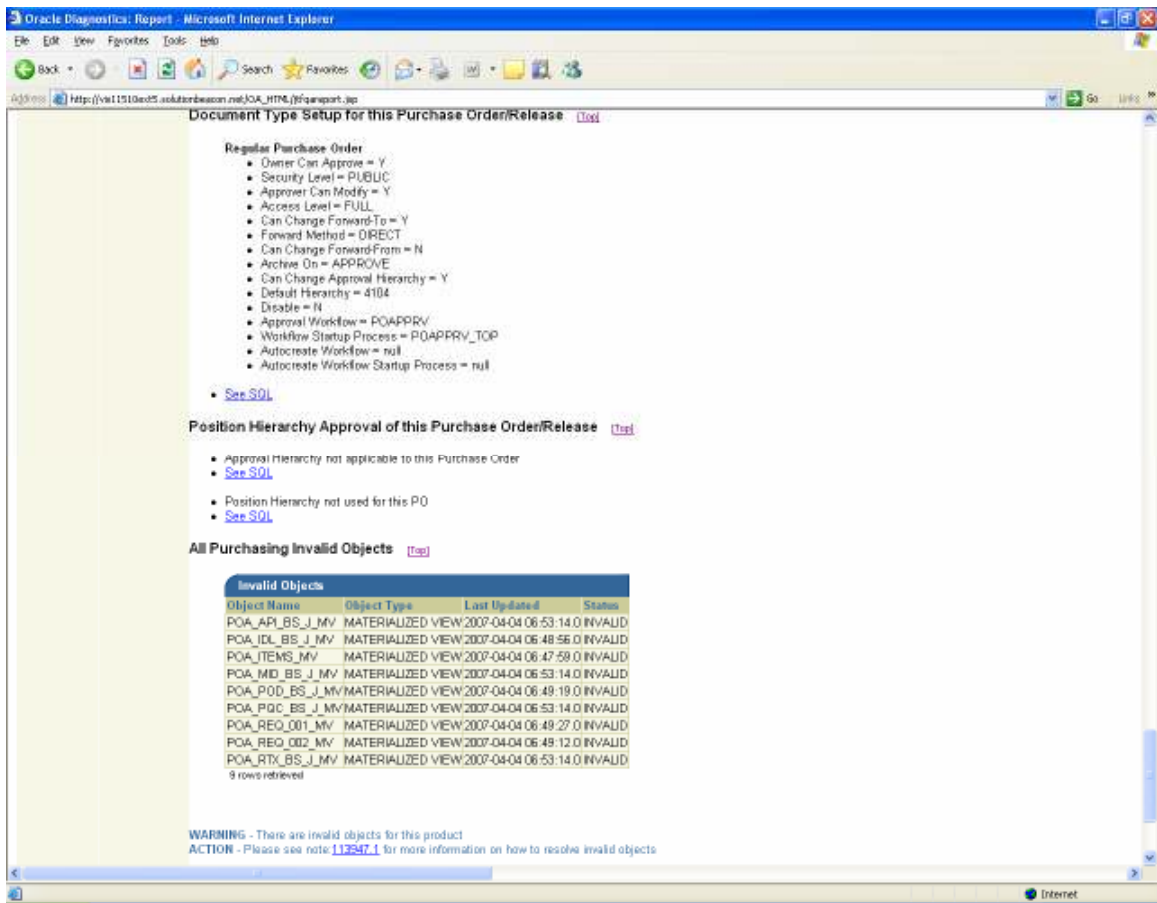 Oracle Diagnostics: Report - Microsoft Internet Explorer
File Edit View Favorites Tools Help
Back Search Favorites
Address http://vis11510ext5.solutionbeacon.net/OA_HTML/jtfqareport.jsp Go Links »
Document Type Setup for this Purchase Order/Release [Top]
Regular Purchase Order
• Owner Can Approve = Y
• Security Level = PUBLIC
• Approver Can Modify = Y
• Access Level = FULL
• Can Change Forward-To = Y
• Forward Method = DIRECT
• Can Change Forward-From = N
• Archive On = APPROVE
• Can Change Approval Hierarchy = Y
• Default Hierarchy = 4104
• Disable = N
• Approval Workflow = POAPPRV
• Workflow Startup Process = POAPPRV_TOP
• Autocreate Workflow = null
• Autocreate Workflow Startup Process = null
• See SQL
Position Hierarchy Approval of this Purchase Order/Release [Top]
• Approval Hierarchy not applicable to this Purchase Order
• See SQL
• Position Hierarchy not used for this PO
• See SQL
All Purchasing Invalid Objects [Top]
Invalid Objects
Object Name Object Type Last Updated Status
POA_API_BS_J_MV MATERIALIZED VIEW 2007-04-04 06:53:14.0 INVALID
POA_IDL_BS_J_MV MATERIALIZED VIEW 2007-04-04 06:48:56.0 INVALID
POA_ITEMS_MV MATERIALIZED VIEW 2007-04-04 06:47:59.0 INVALID
POA_MID_BS_J_MV MATERIALIZED VIEW 2007-04-04 06:53:14.0 INVALID
POA_POD_BS_J_MV MATERIALIZED VIEW 2007-04-04 06:49:19.0 INVALID
POA_PQC_BS_J_MV MATERIALIZED VIEW 2007-04-04 06:53:14.0 INVALID
POA_REQ_001_MV MATERIALIZED VIEW 2007-04-04 06:49:27.0 INVALID
POA_REQ_002_MV MATERIALIZED VIEW 2007-04-04 06:49:12.0 INVALID
POA_RTX_BS_J_MV MATERIALIZED VIEW 2007-04-04 06:53:14.0 INVALID
9 rows retrieved
WARNING - There are invalid objects for this product
ACTION - Please see note:113947.1 for more information on how to resolve invalid objects
Internet